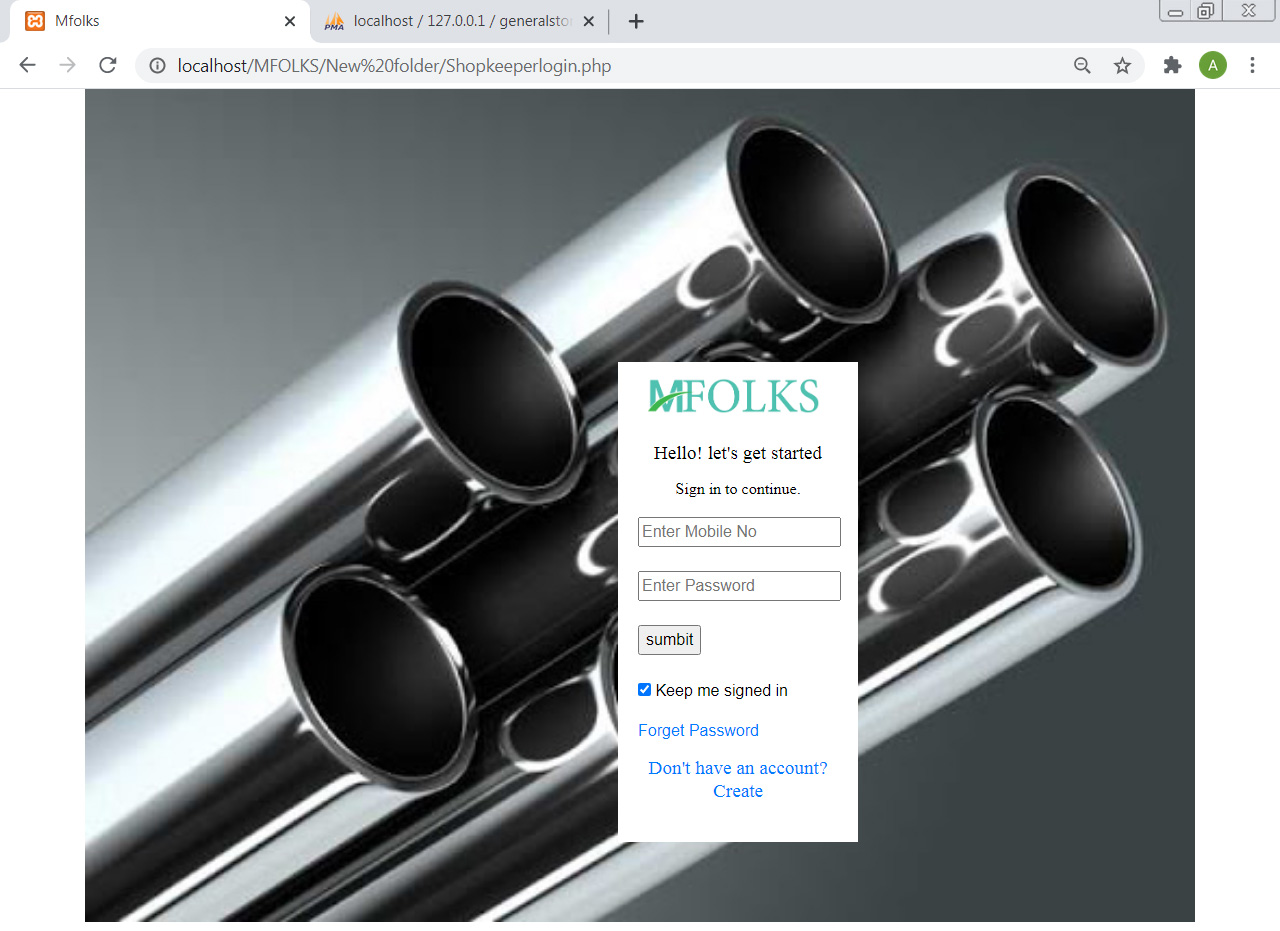 Mfolks
localhost / 127.0.0.1 / generalsto
localhost/MFOLKS/New%20folder/Shopkeeperlogin.php
A
MFOLKS
Hello! let's get started
Sign in to continue.
Enter Mobile No
Enter Password
sumbit
Keep me signed in
Forget Password
Don't have an account?
Create